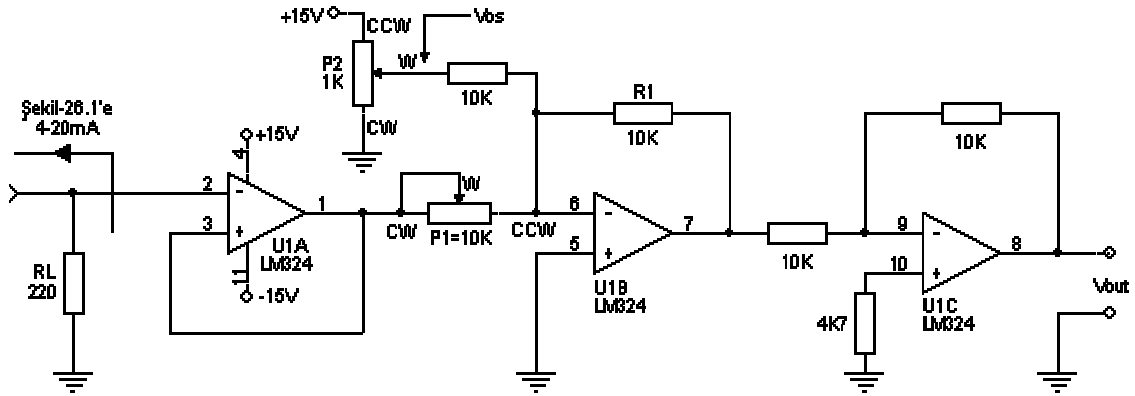 +15V
CCW
Vos
P2
1K
W
10K
CW
Şekil-26.1'e
4-20mA
+15V
4
2
-
3
+
1
U1A
LM324
11
-15V
RL
220
W
CW
P1=10K
CCW
R1
10K
6
-
5
+
7
U1B
LM324
10K
10K
9
-
10
+
8
U1C
LM324
4K7
Vout